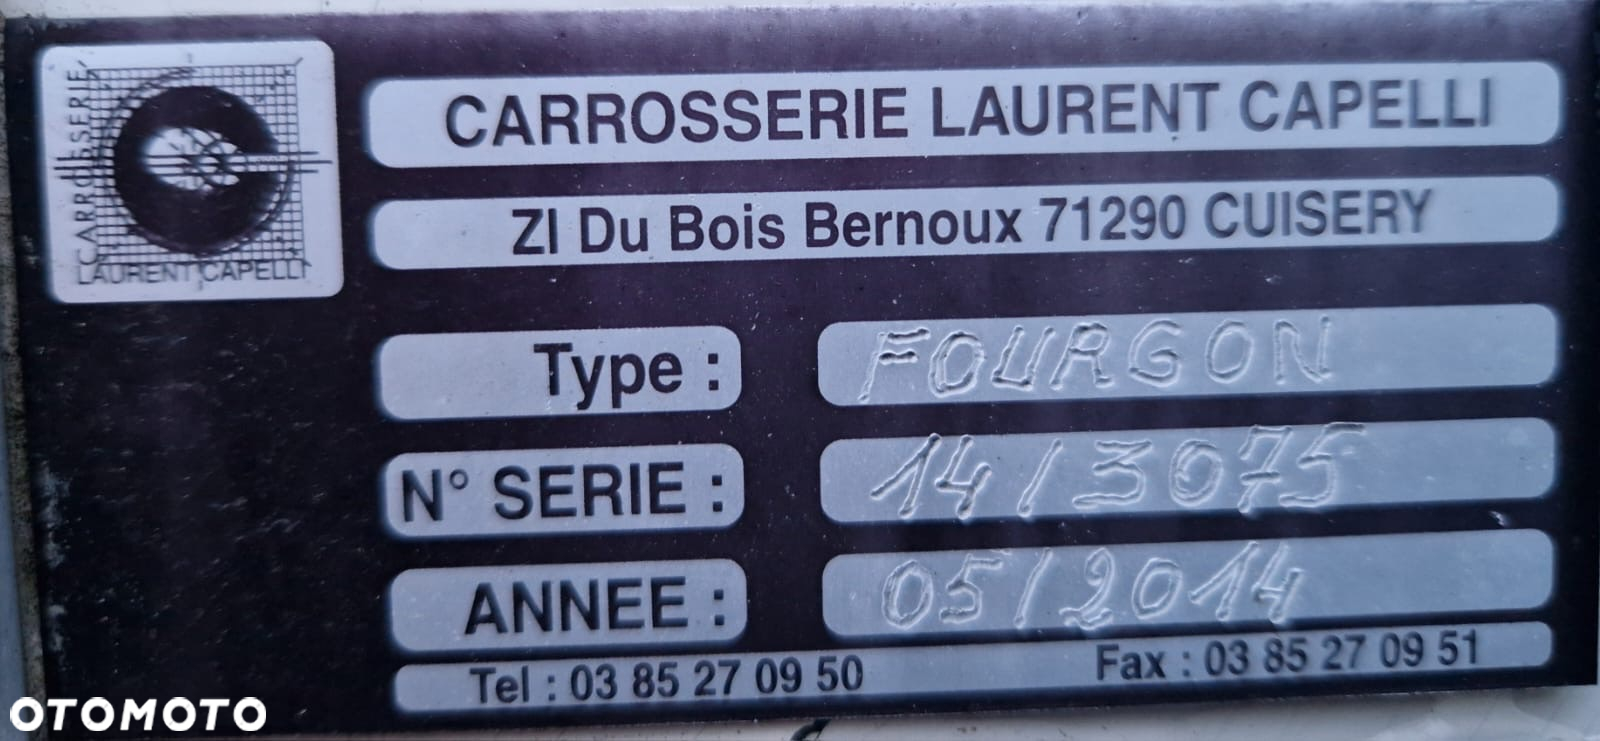 CARROSSERIE
LAURENT CAPELLI
CARROSSERIE LAURENT CAPELLI
ZI Du Bois Bernoux 71290 CUISERY
Type : FOURGON
N° SERIE : 14/3075
ANNEE : 05/2014
Tel : 03 85 27 09 50 Fax : 03 85 27 09 51
OTOMOTO